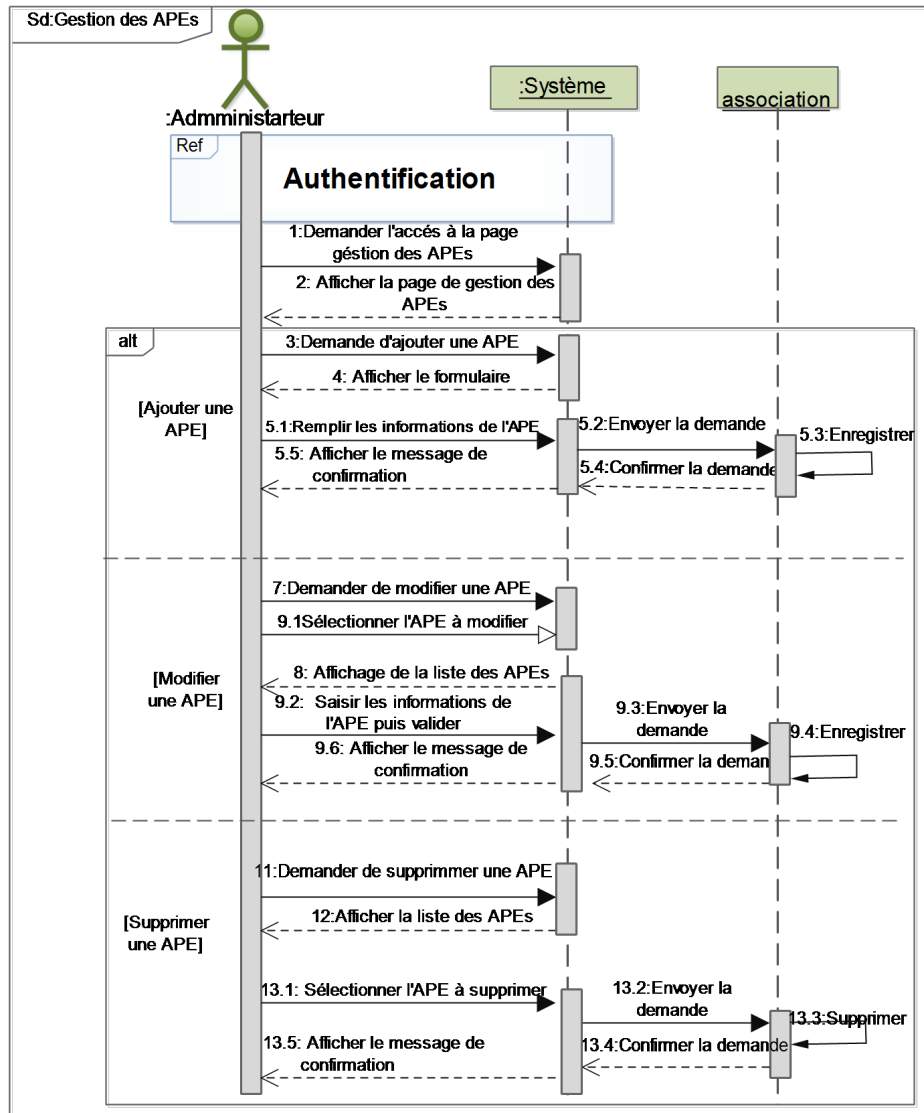 Sd:Gestion des APEs
:Admministarteur
:Système
association
Ref
Authentification
1:Demander l'accés à la page
géstion des APEs
2: Afficher la page de gestion des
APEs
alt
3:Demande d'ajouter une APE
4: Afficher le formulaire
[Ajouter une
APE]
5.1:Remplir les informations de l'APE
5.2:Envoyer la demande
5.3:Enregistrer
5.5: Afficher le message de
confirmation
5.4:Confirmer la demande
7:Demander de modifier une APE
9.1Sélectionner l'APE à modifier
8: Affichage de la liste des APEs
[Modifier
une APE]
9.2: Saisir les informations de
l'APE puis valider
9.3:Envoyer la
demande
9.4:Enregistrer
9.6: Afficher le message de
confirmation
9.5:Confirmer la deman
11:Demander de supprimmer une APE
12:Afficher la liste des APEs
[Supprimer
une APE]
13.1: Sélectionner l'APE à supprimer
13.2:Envoyer la
demande
13.3:Supprimer
13.5: Afficher le message de
confirmation
13.4:Confirmer la demande